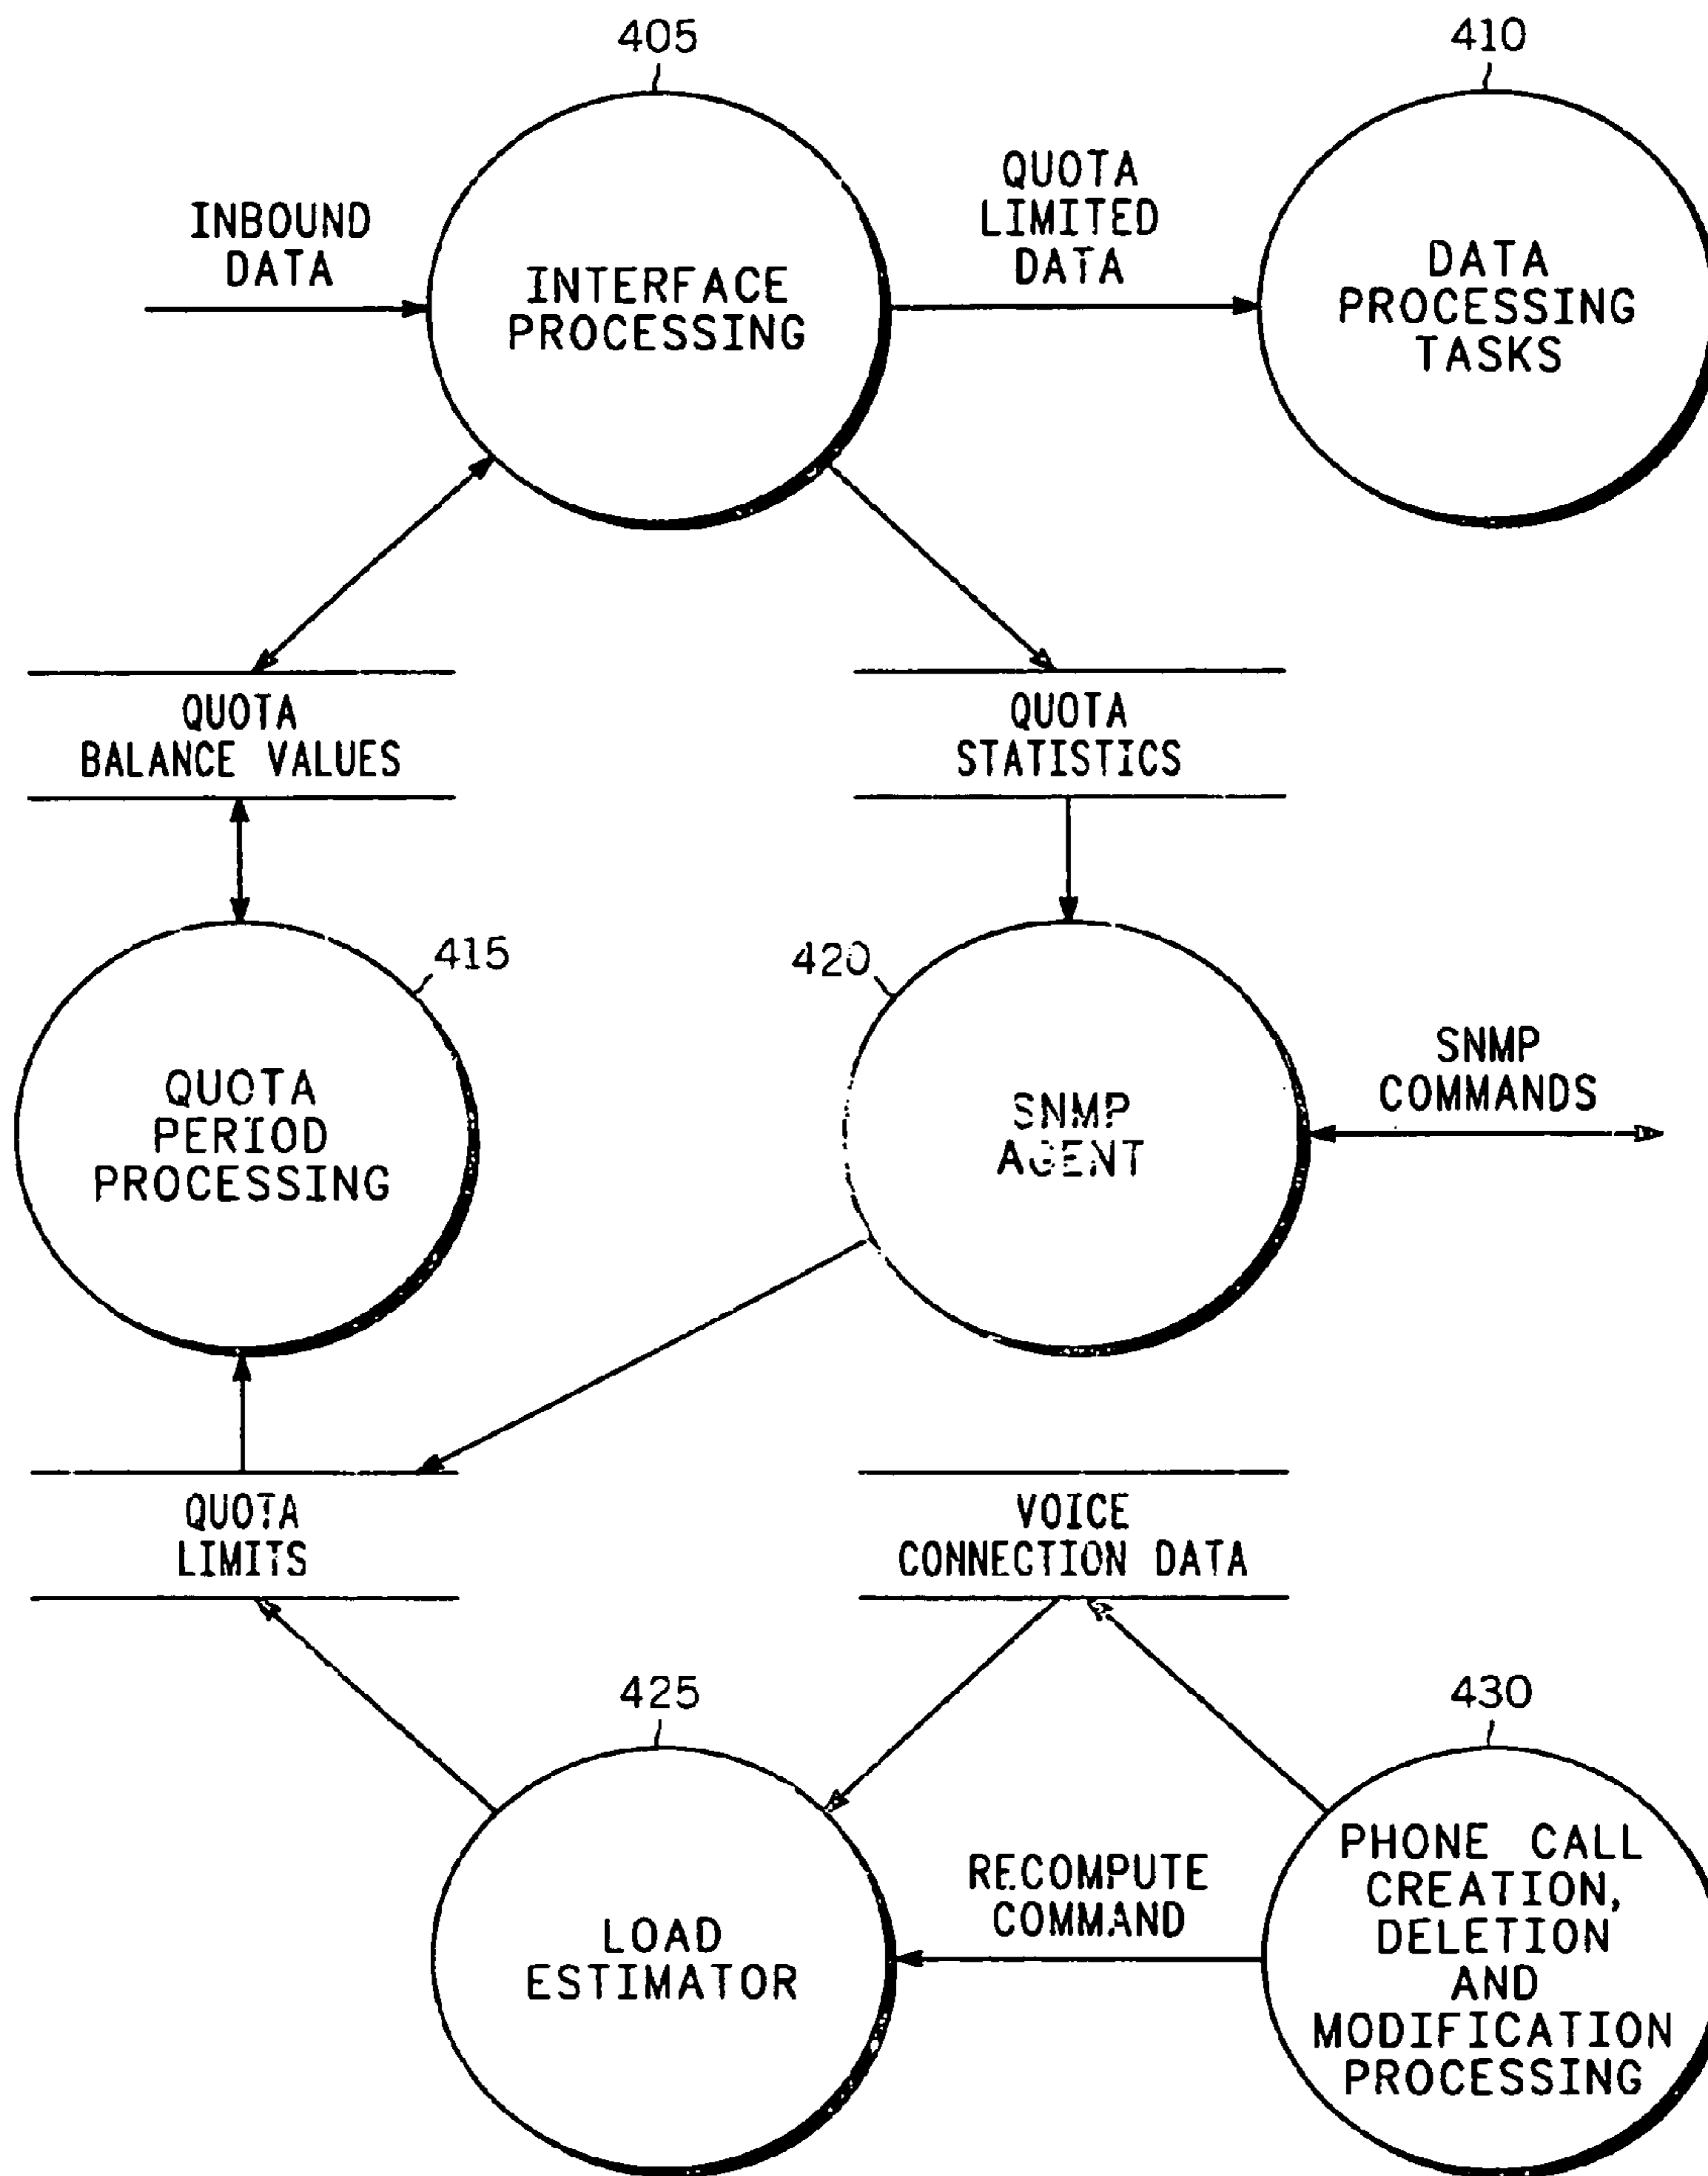 405
410
INBOUND
DATA
INTERFACE
PROCESSING
QUOTA
LIMITED
DATA
DATA
PROCESSING
TASKS
QUOTA
BALANCE VALUES
QUOTA
STATISTICS
415
420
QUOTA
PERIOD
PROCESSING
SNMP
AGENT
SNMP
COMMANDS
QUOTA
LIMITS
VOICE
CONNECTION DATA
425
430
LOAD
ESTIMATOR
RECOMPUTE
COMMAND
PHONE CALL
CREATION,
DELETION
AND
MODIFICATION
PROCESSING